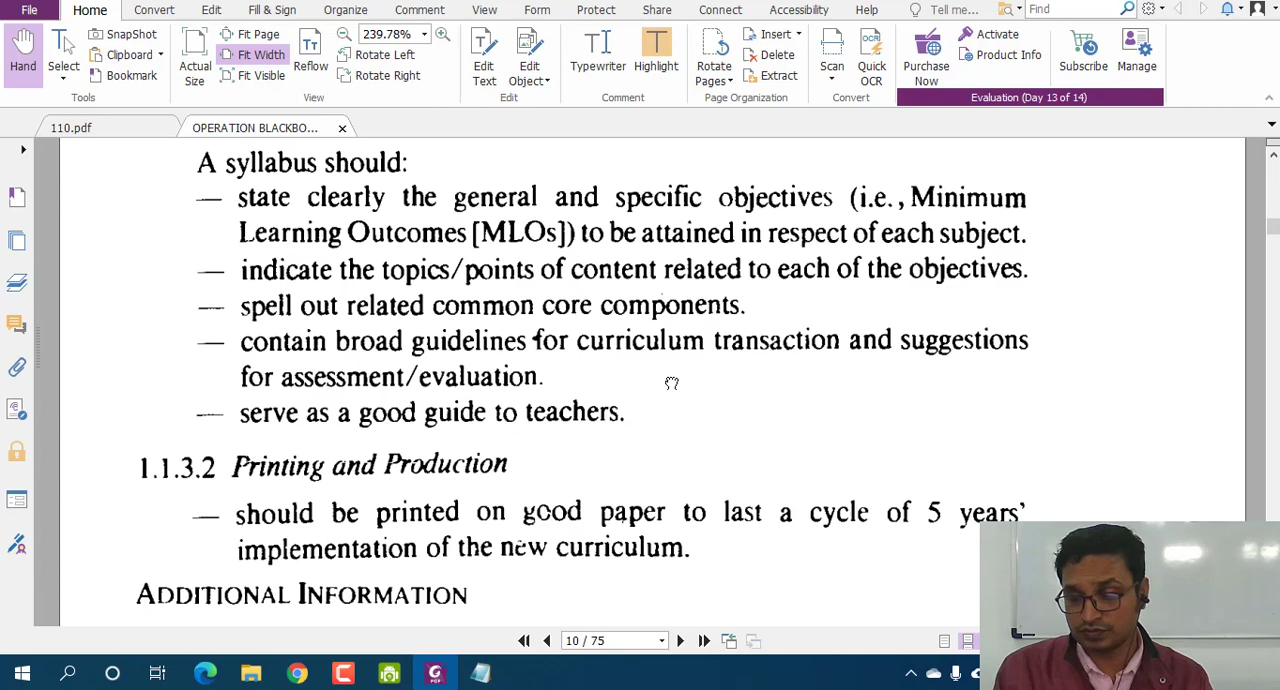 File Home Convert Edit Fill & Sign Organize Comment View Form Protect Share Connect Accessibility Help Tell me... Find
Hand
Select
SnapShot
Clipboard
Bookmark
Tools
Actual Size
Fit Page
Fit Width
Fit Visible
Reflow
239.78%
Rotate Left
Rotate Right
View
Edit Text
Edit Object
Edit
Typewriter
Highlight
Comment
Rotate Pages
Insert
Delete
Extract
Page Organization
Scan
Quick OCR
Convert
Purchase Now
Activate
Product Info
Subscribe
Manage
Evaluation (Day 13 of 14)
110.pdf
OPERATION BLACKBO...
A syllabus should:
— state clearly the general and specific objectives (i.e., Minimum
Learning Outcomes [MLOs]) to be attained in respect of each subject.
— indicate the topics/points of content related to each of the objectives.
— spell out related common core components.
— contain broad guidelines for curriculum transaction and suggestions
for assessment/evaluation.
— serve as a good guide to teachers.
1.1.3.2 Printing and Production
— should be printed on good paper to last a cycle of 5 years'
implementation of the new curriculum.
ADDITIONAL INFORMATION
10 / 75